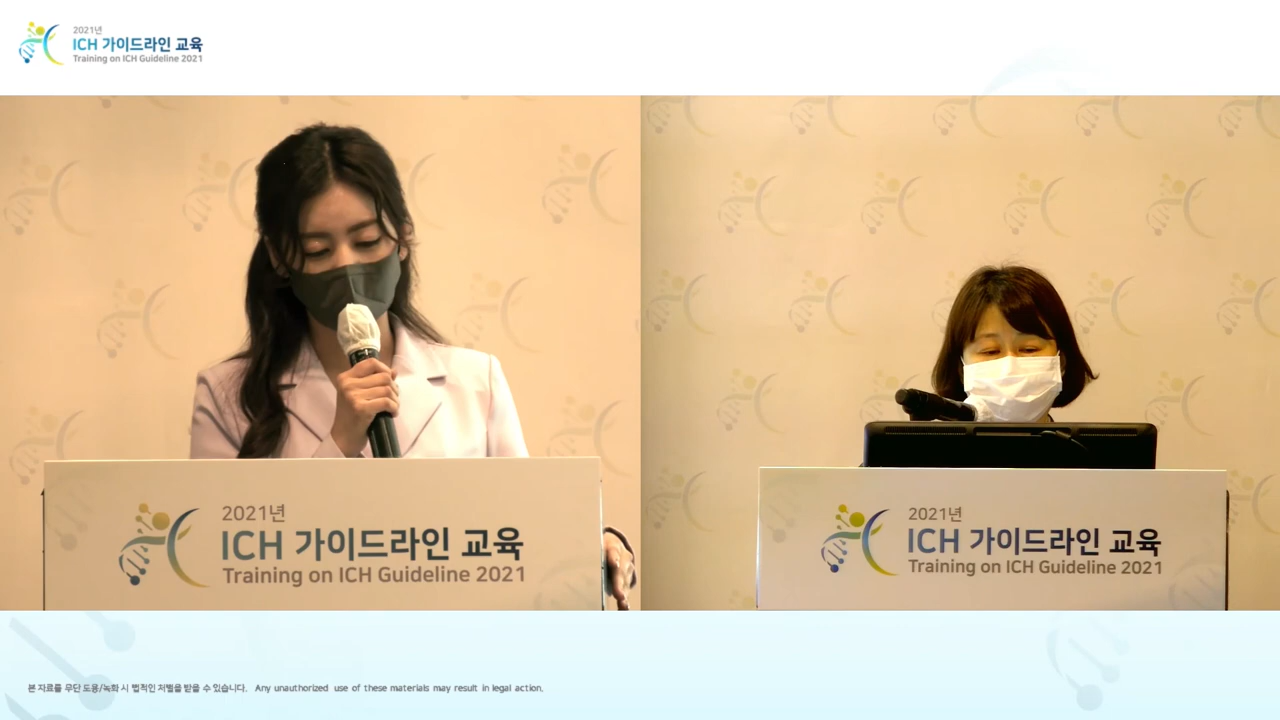 2021년
ICH 가이드라인 교육
Training on ICH Guideline 2021
2021년
ICH 가이드라인 교육
Training on ICH Guideline 2021
2021년
ICH 가이드라인 교육
Training on ICH Guideline 2021
본 자료를 무단 도용/녹화 시 법적인 처벌을 받을 수 있습니다. Any unauthorized use of these materials may result in legal action.